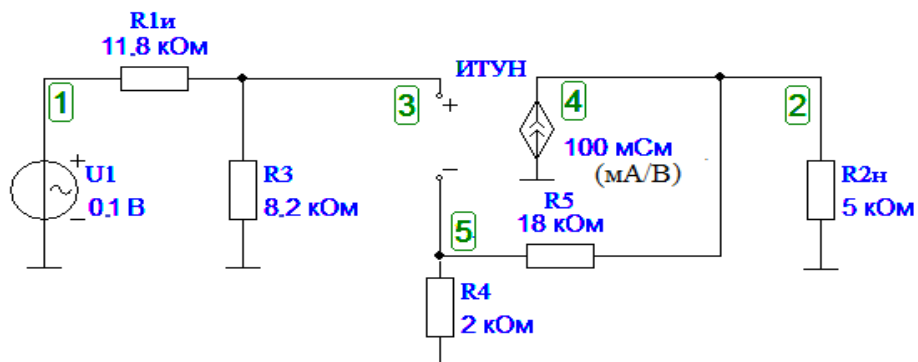 R1и
11.8 кОм
ИТУН
1
3
+
4
2
+
U1
−
0.1 В
R3
8.2 кОм
−
100 мСм
(мА/В)
R2н
5 кОм
R5
18 кОм
5
R4
2 кОм